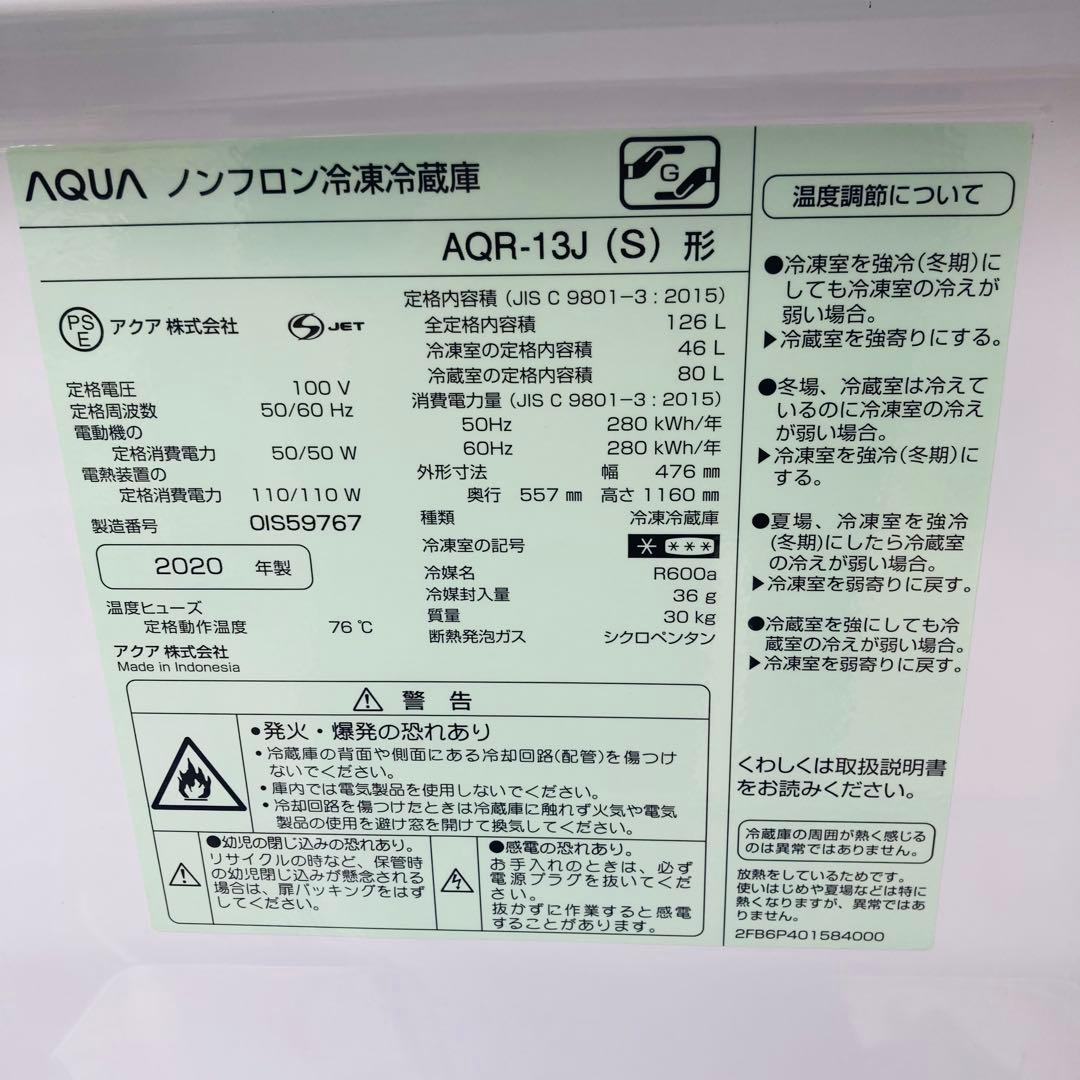 AQUA ノンフロン冷凍冷蔵庫
G
AQR-13J (S) 形
PSE アクア 株式会社
S JET
定格電圧 100 V
定格周波数 50/60 Hz
電動機の
定格消費電力 50/50 W
電熱装置の
定格消費電力 110/110 W
製造番号 0IS59767
2020 年製
温度ヒューズ
定格動作温度 76℃
アクア 株式会社
Made in Indonesia
定格内容積 (JIS C 9801-3 : 2015)
全定格内容積 126 L
冷凍室の定格内容積 46 L
冷蔵室の定格内容積 80 L
消費電力量 (JIS C 9801-3 : 2015)
50Hz 280 kWh/年
60Hz 280 kWh/年
外形寸法 幅 476 mm
奥行 557 mm 高さ 1160 mm
種類 冷凍冷蔵庫
冷凍室の記号 * ***
冷媒名 R600a
冷媒封入量 36 g
質量 30 kg
断熱発泡ガス シクロペンタン
⚠ 警告
●発火・爆発の恐れあり
・冷蔵庫の背面や側面にある冷却回路(配管)を傷つけ
ないでください。
・庫内では電気製品を使用しないでください。
・冷却回路を傷つけたときは冷蔵庫に触れず火気や電気
製品の使用を避け窓を開けて換気してください。
●幼児の閉じ込みの恐れあり。
リサイクルの時など、保管時
の幼児閉じ込みが懸念される
場合は、扉パッキングをはず
してください。
●感電の恐れあり。
お手入れのときは、必ず
電源プラグを抜いてくだ
さい。
抜かずに作業すると感電
することがあります。
温度調節について
●冷凍室を強冷(冬期)に
しても冷凍室の冷えが
弱い場合。
▶冷蔵室を強寄りにする。
●冬場、冷蔵室は冷えて
いるのに冷凍室の冷え
が弱い場合。
▶冷凍室を強冷(冬期)に
する。
●夏場、冷凍室を強冷
(冬期)にしたら冷蔵室
の冷えが弱い場合。
▶冷凍室を弱寄りに戻す。
●冷蔵室を強にしても冷
蔵室の冷えが弱い場合。
▶冷凍室を弱寄りに戻す。
くわしくは取扱説明書
をお読みください。
冷蔵庫の周囲が熱く感じる
のは異常ではありません。
放熱をしているためです。
使いはじめや夏場などは特に
熱くなりますが、異常ではあ
りません。
2FB6P401584000